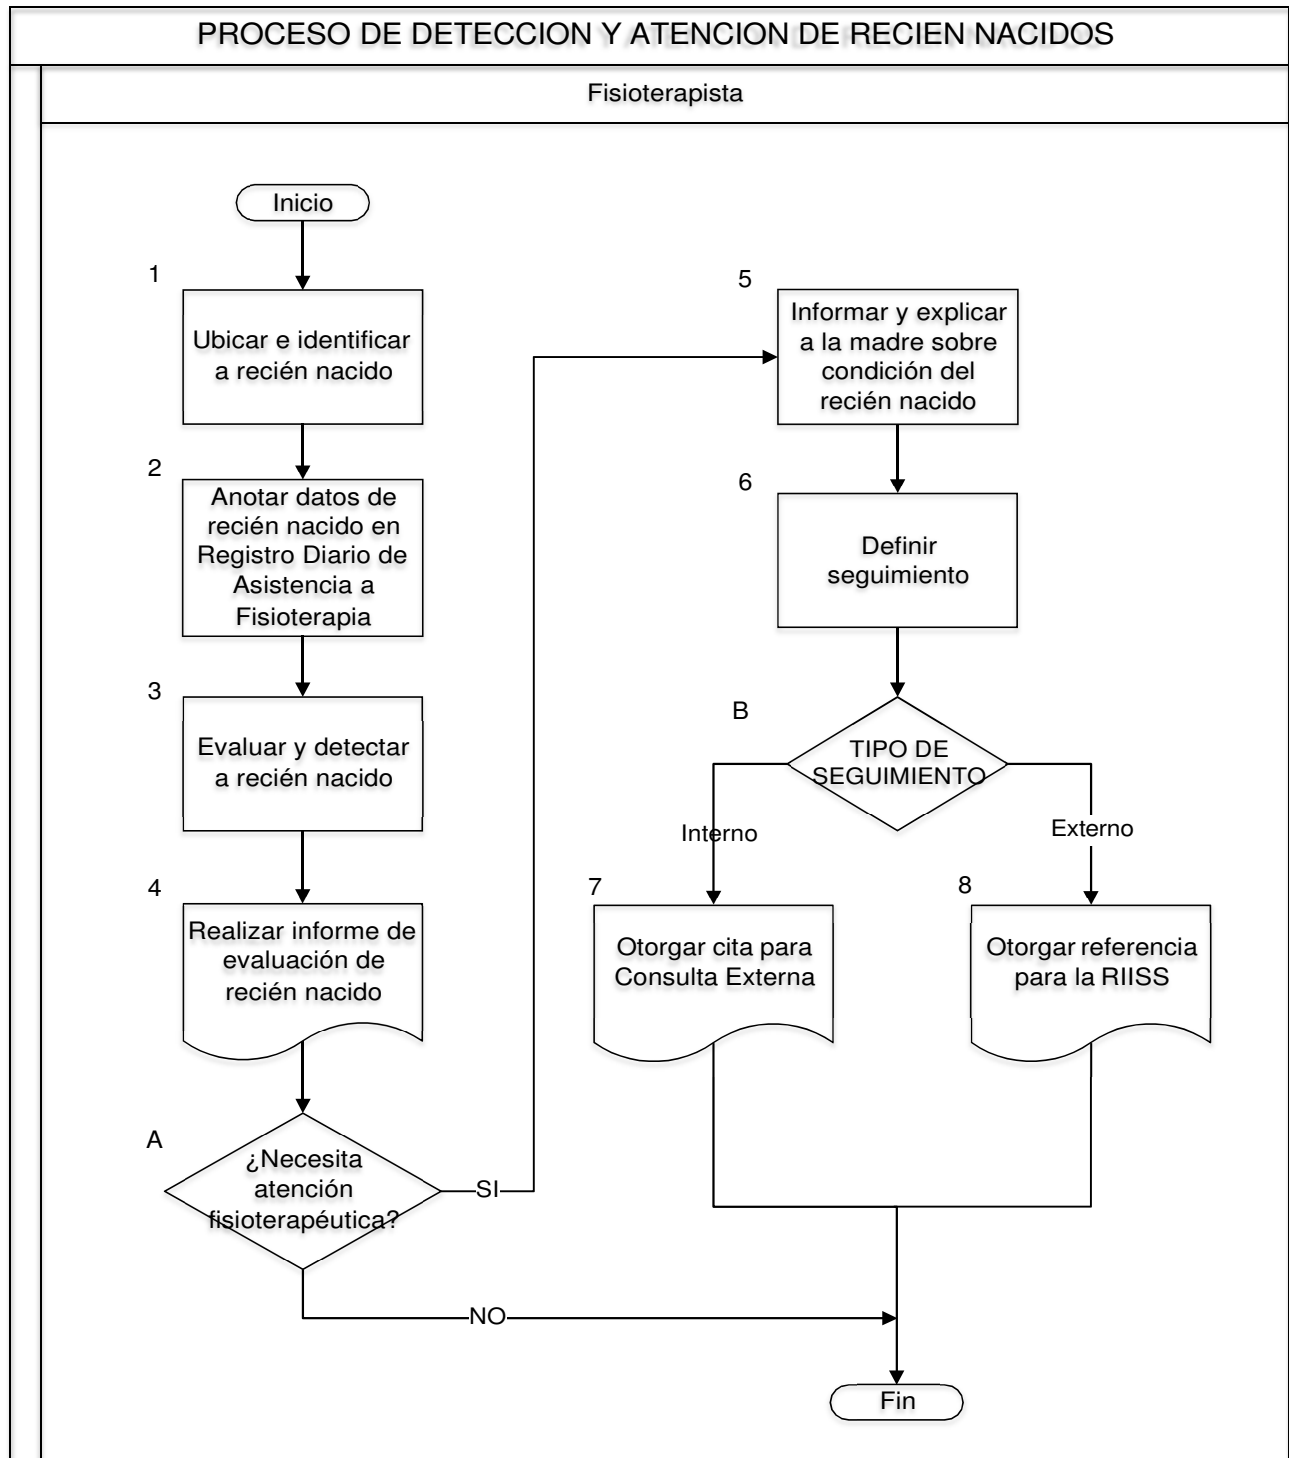 PROCESO DE DETECCION Y ATENCION DE RECIEN NACIDOS
Fisioterapista
Inicio
1
Ubicar e identificar
a recién nacido
2
Anotar datos de
recién nacido en
Registro Diario de
Asistencia a
Fisioterapia
3
Evaluar y detectar
a recién nacido
4
Realizar informe de
evaluación de
recién nacido
A
¿Necesita
atención
fisioterapéutica?
SI
NO
5
Informar y explicar
a la madre sobre
condición del
recién nacido
6
Definir
seguimiento
B
TIPO DE
SEGUIMIENTO
Interno
Externo
7
Otorgar cita para
Consulta Externa
8
Otorgar referencia
para la RIISS
Fin